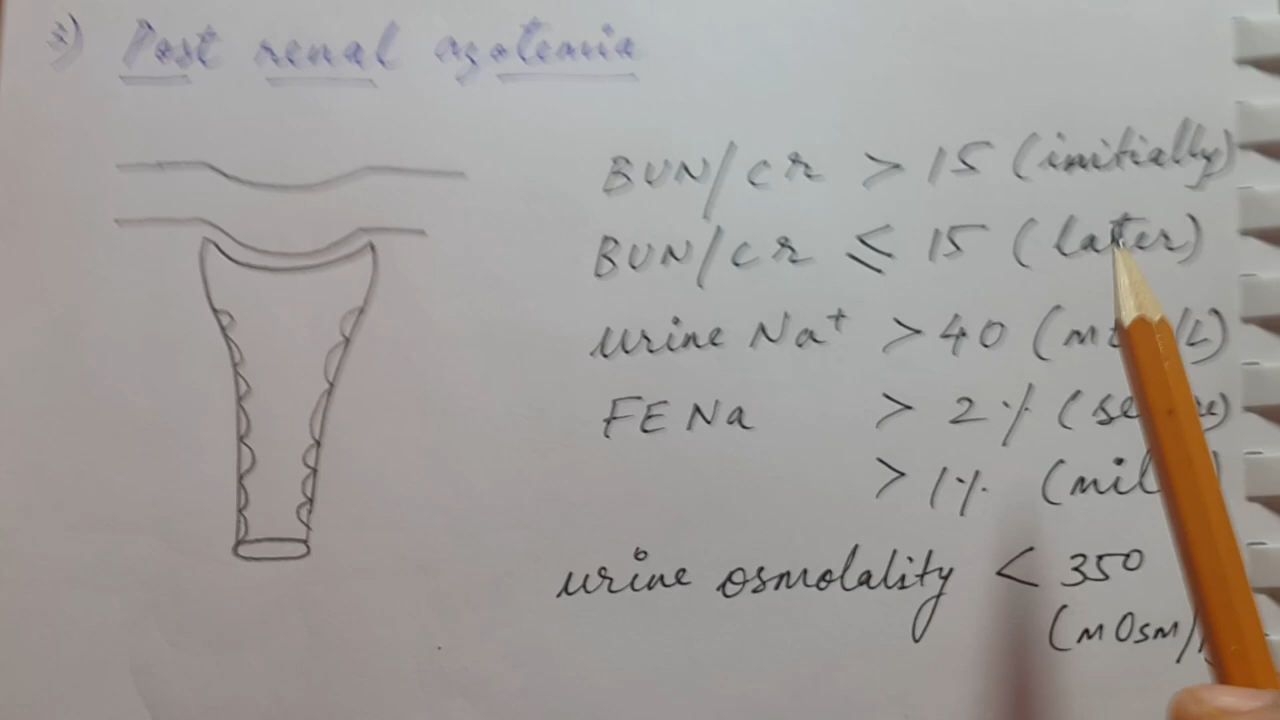 3) Post renal azotemia
BUN/cr > 15 (initially)
BUN/cr ≤ 15 (later)
urine Na+ > 40
FENa > 2%
> 1%
urine osmolality < 350
(mOsm/